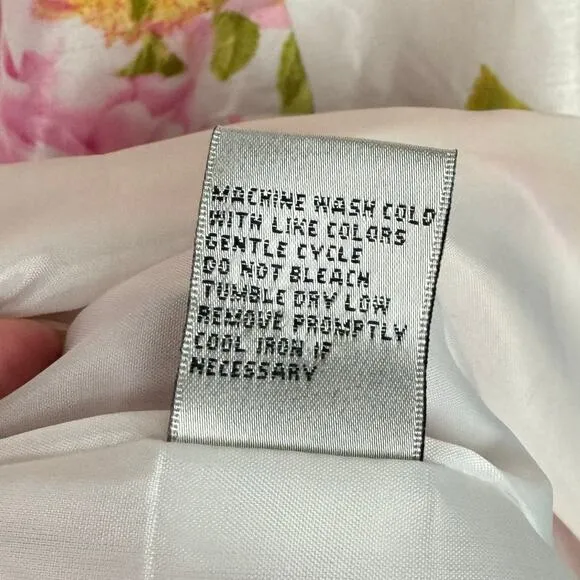 MACHINE WASH COLD
WITH LIKE COLORS
GENTLE CYCLE
DO NOT BLEACH
TUMBLE DRY LOW
REMOVE PROMPTLY
COOL IRON IF
NECESSARY